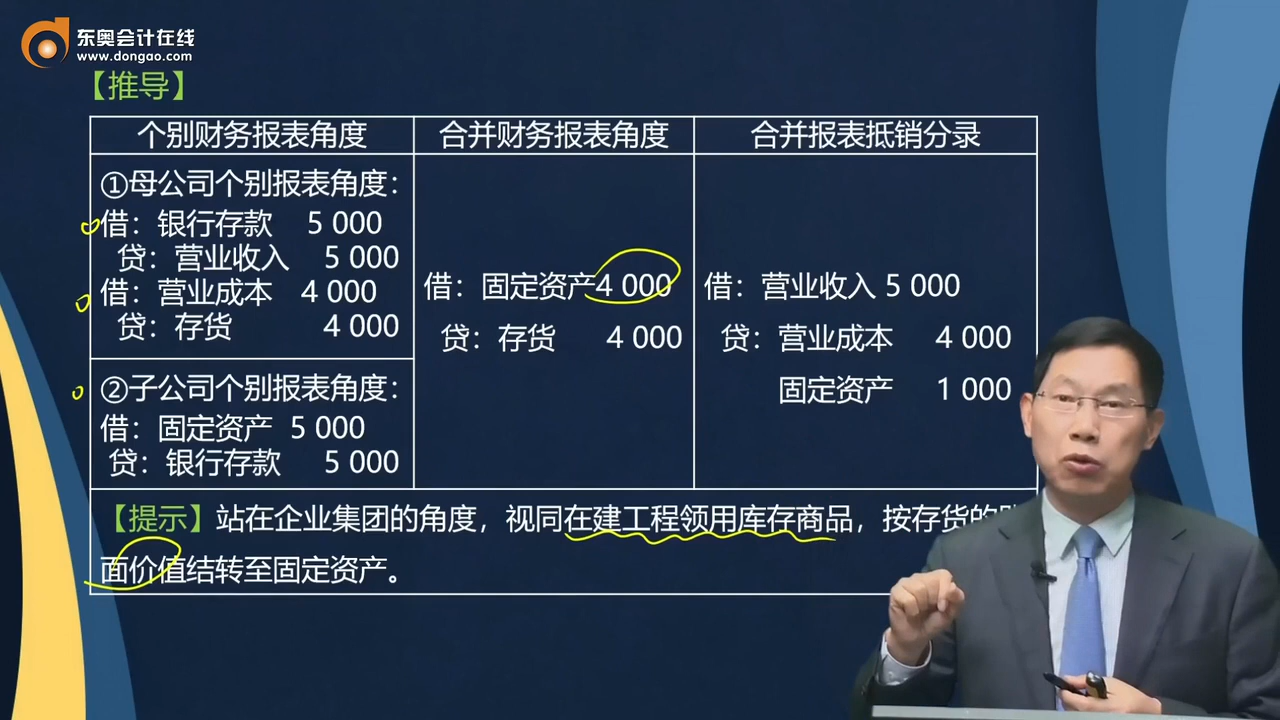 东奥会计在线
www.dongao.com
【推导】
个别财务报表角度
合并财务报表角度
合并报表抵销分录
①母公司个别报表角度：
借：银行存款 5 000
贷：营业收入 5 000
借：营业成本 4 000
贷：存货 4 000
②子公司个别报表角度：
借：固定资产 5 000
贷：银行存款 5 000
借：固定资产4 000
贷：存货 4 000
借：营业收入 5 000
贷：营业成本 4 000
固定资产 1 000
【提示】站在企业集团的角度，视同在建工程领用库存商品，按存货的
面价值结转至固定资产。